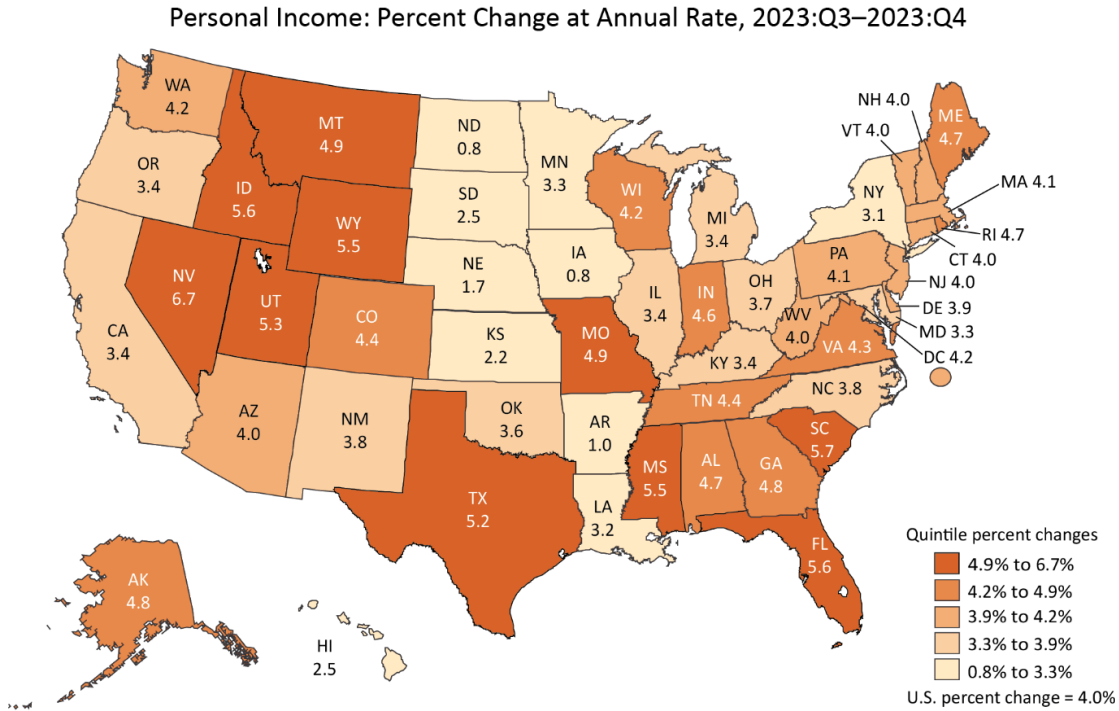 Personal Income: Percent Change at Annual Rate, 2023:Q3–2023:Q4
WA
4.2
OR
3.4
CA
3.4
NV
6.7
ID
5.6
MT
4.9
WY
5.5
UT
5.3
CO
4.4
AZ
4.0
NM
3.8
ND
0.8
SD
2.5
NE
1.7
KS
2.2
OK
3.6
TX
5.2
MN
3.3
IA
0.8
MO
4.9
AR
1.0
LA
3.2
WI
4.2
IL
3.4
MI
3.4
IN
4.6
OH
3.7
KY 3.4
TN 4.4
MS
5.5
AL
4.7
GA
4.8
FL
5.6
SC
5.7
NC 3.8
VA 4.3
WV
4.0
PA
4.1
NY
3.1
VT 4.0
NH 4.0
ME
4.7
MA 4.1
RI 4.7
CT 4.0
NJ 4.0
DE 3.9
MD 3.3
DC 4.2
AK
4.8
HI
2.5
Quintile percent changes
4.9% to 6.7%
4.2% to 4.9%
3.9% to 4.2%
3.3% to 3.9%
0.8% to 3.3%
U.S. percent change = 4.0%